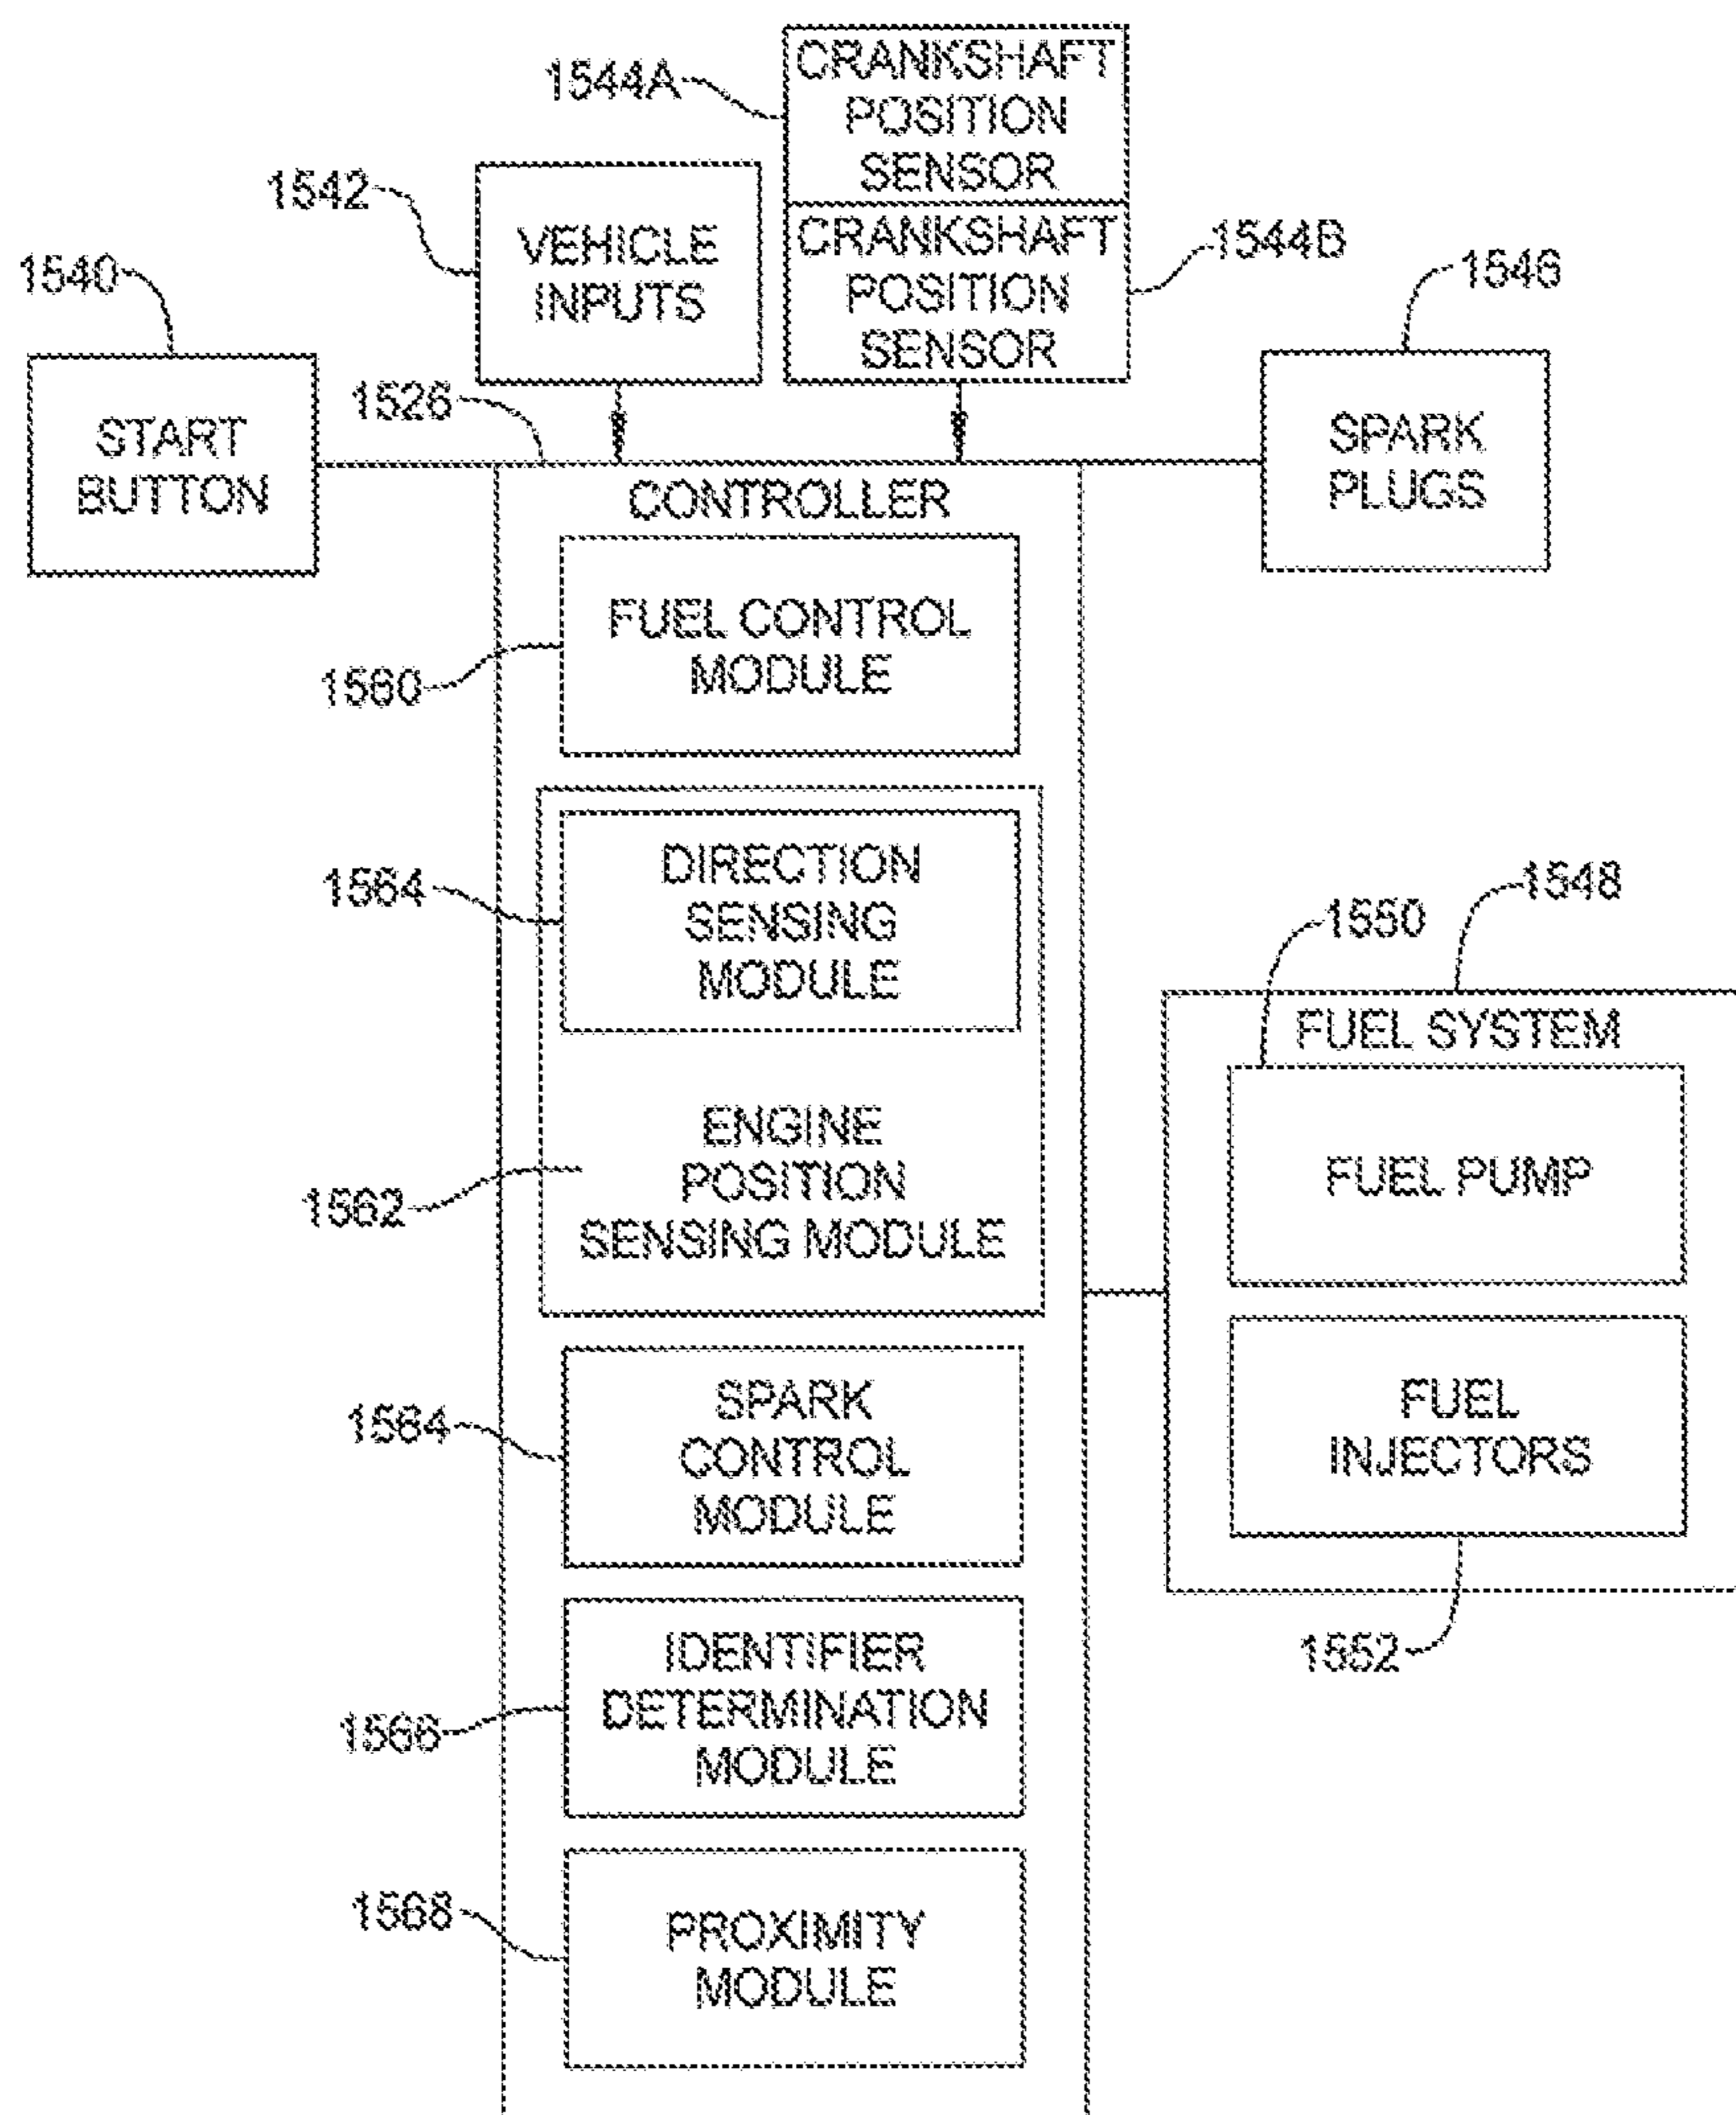 1544A
CRANKSHAFT
POSITION
SENSOR
1542
VEHICLE
INPUTS
CRANKSHAFT
POSITION
SENSOR
1544B
1540
START
BUTTON
1526
1546
SPARK
PLUGS
CONTROLLER
FUEL CONTROL
MODULE
1560
DIRECTION
SENSING
MODULE
1564
ENGINE
POSITION
SENSING MODULE
1562
SPARK
CONTROL
MODULE
1564
IDENTIFIER
DETERMINATION
MODULE
1566
PROXIMITY
MODULE
1568
1548
1550
FUEL SYSTEM
FUEL PUMP
FUEL
INJECTORS
1552